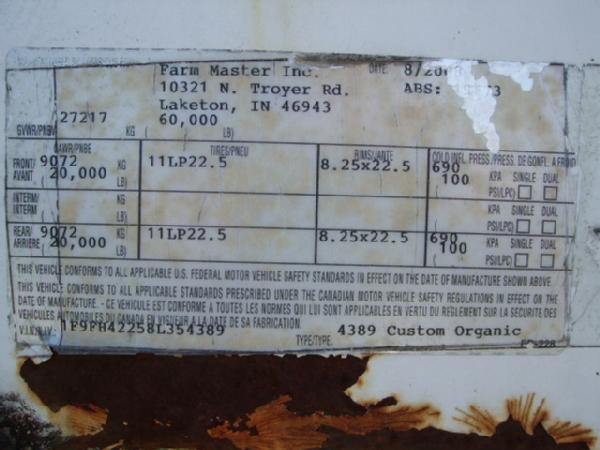 Farm Master Inc. DATE: 8/200
10321 N. Troyer Rd. ABS:
Laketon, IN 46943
GVWR/PNBV 27217 KG ( 60,000 LB)
GAWR/PNBE TIRES/PNEU RIMS/JANTE COLD INFL. PRESS./PRESS. DE GONFL. A FROID
FRONT/ 9072 KG 11LP22.5 8.25x22.5 690 KPA SINGLE DUAL
AVANT ( 20,000 LB) 100 PSI(LPC)
INTERM/ KG KPA SINGLE DUAL
INTERM ( LB) PSI(LPC)
REAR/ 9072 KG 11LP22.5 8.25x22.5 690 KPA SINGLE DUAL
ARRIÈRE ( 20,000 LB) 100 PSI(LPC)
THIS VEHICLE CONFORMS TO ALL APPLICABLE U.S. FEDERAL MOTOR VEHICLE SAFETY STANDARDS IN EFFECT ON THE DATE OF MANUFACTURE SHOWN ABOVE.
THIS VEHICLE CONFORMS TO ALL APPLICABLE STANDARDS PRESCRIBED UNDER THE CANADIAN MOTOR VEHICLE SAFETY REGULATIONS IN EFFECT ON THE
DATE OF MANUFACTURE. - CE VEHICULE EST CONFORME A TOUTES LES NORMES QUI LUI SONT APPLICABLES EN VERTU DU REGLEMENT SUR LA SECURITE DES
VEHICULES AUTOMOBILES DU CANADA EN VIGUEUR A LA DATE DE SA FABRICATION.
V.I.N./N.I.V. 1F9FH42258L354389 TYPE/TYPE: 4389 Custom Organic